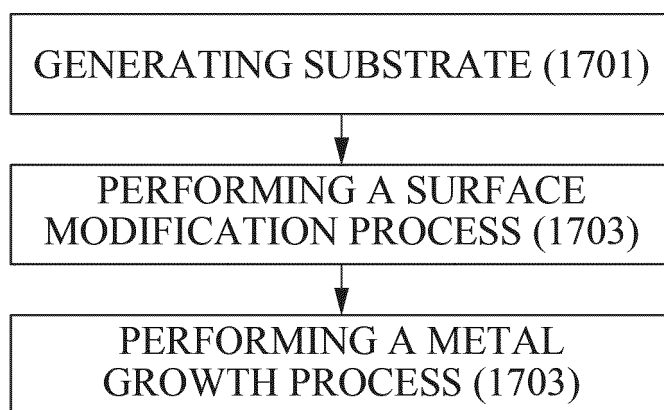 GENERATING SUBSTRATE (1701)
PERFORMING A SURFACE
MODIFICATION PROCESS (1703)
PERFORMING A METAL
GROWTH PROCESS (1703)